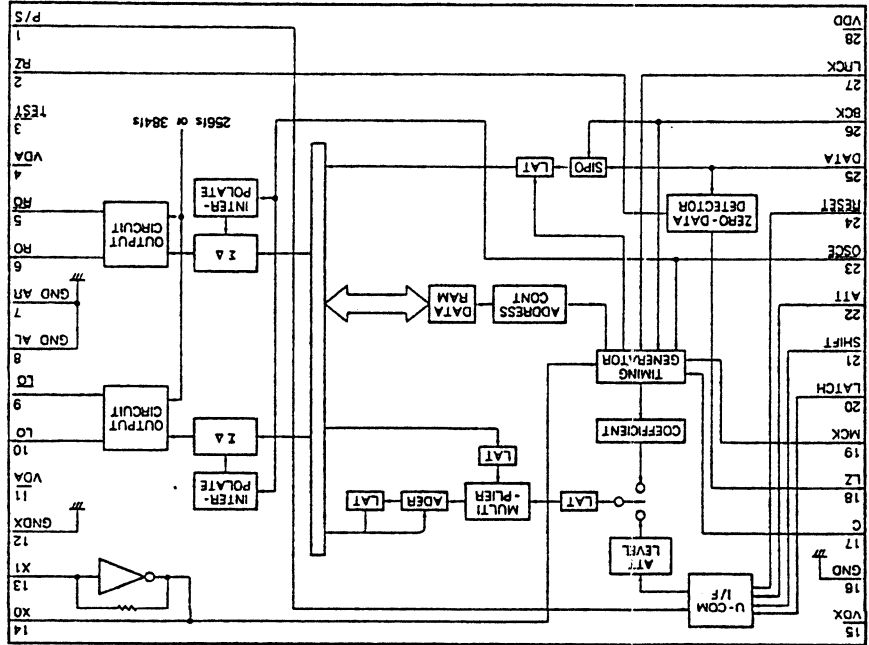 15
VDX
16
GND
17
C
18
LZ
19
MCK
20
LATCH
21
SHIFT
22
ATT
23
OSCE
24
RESET
25
DATA
26
BCK
27
LRCK
28
VDD
U-COM
I/F
ATT
LEVEL
COEFFICIENT
TIMING
GENERATOR
ZERO-DATA
DETECTOR
SIPO
LAT
LAT
MULTI
-PLIER
ADER
LAT
LAT
ADDRESS
CONT
DATA
RAM
INTER-
POLATE
Σ Δ
OUTPUT
CIRCUIT
Σ Δ
INTER-
POLATE
OUTPUT
CIRCUIT
256fs or 384fs
14
XO
13
X1
12
GNDX
11
VDA
10
LO
9
LO
8
GND AL
7
GND AR
6
RO
5
RO
4
VDA
3
TEST
2
RZ
1
P/S